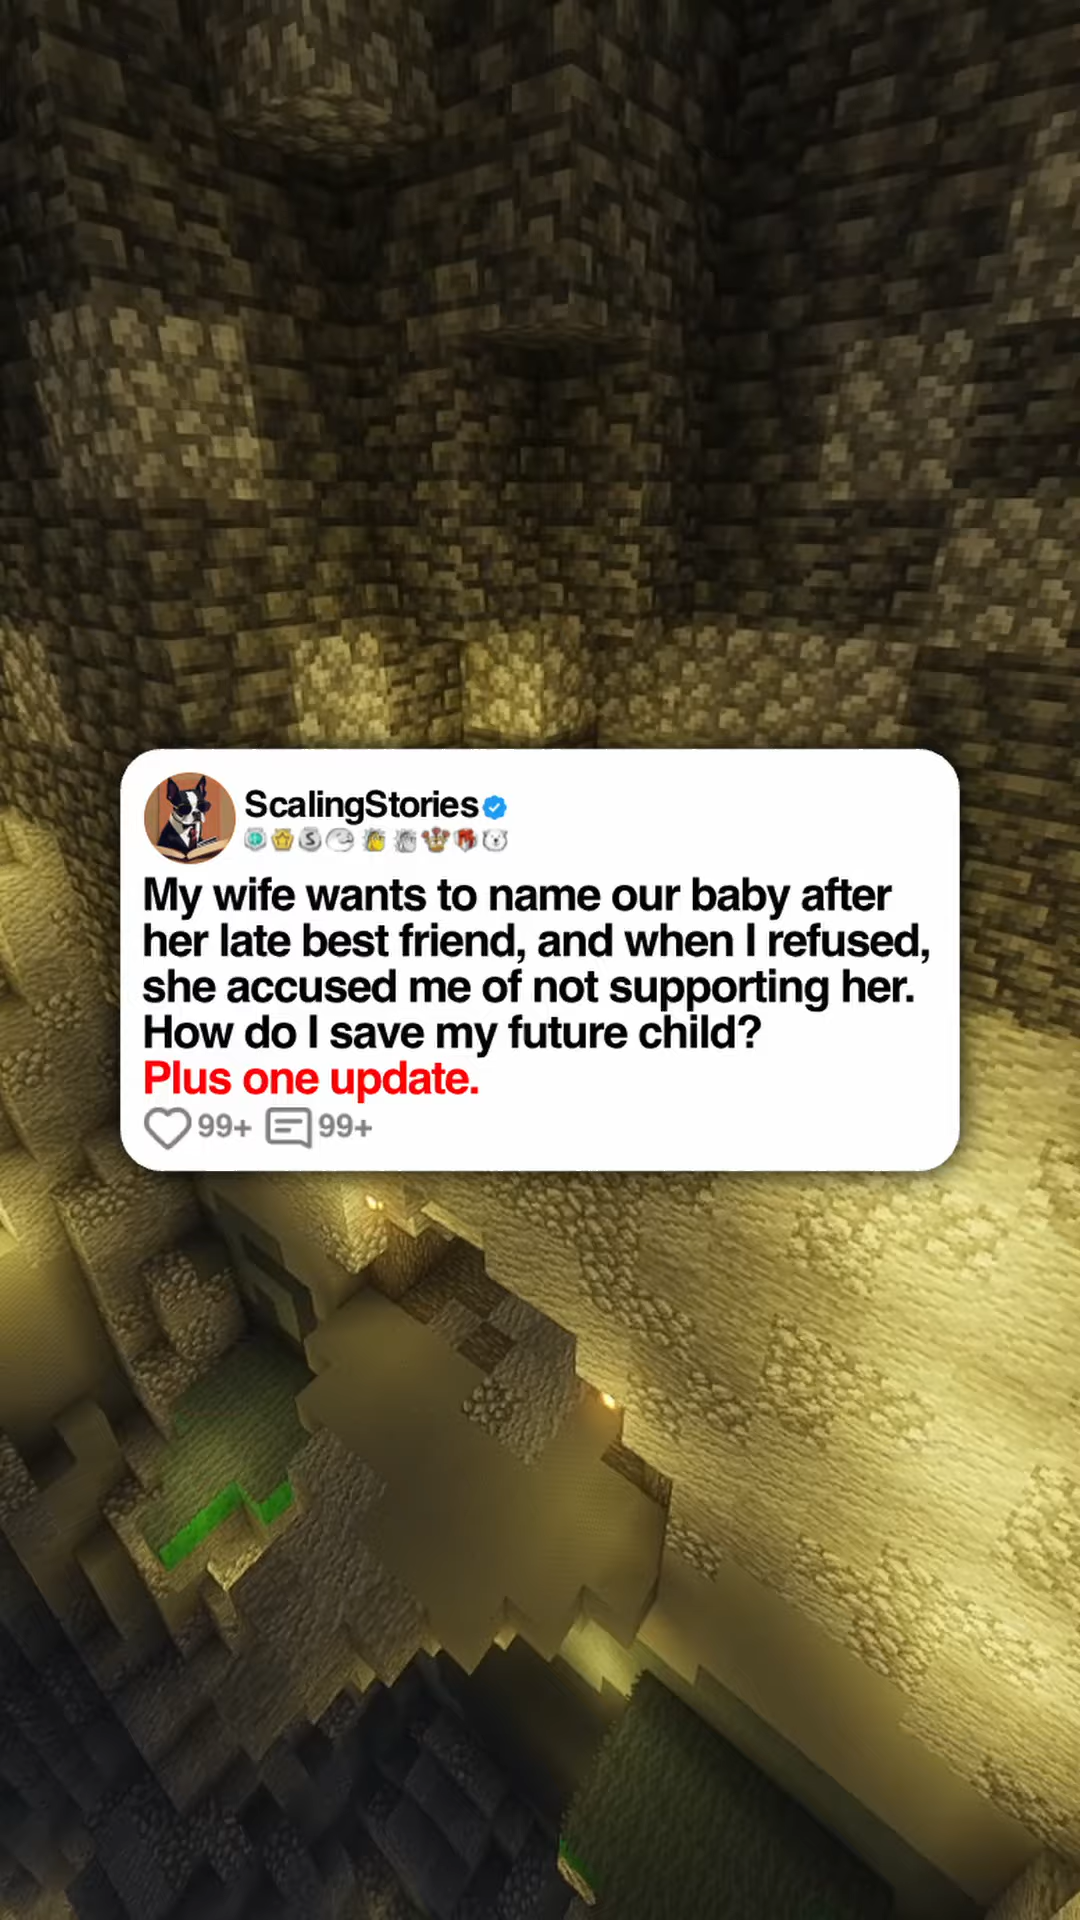 ScalingStories
My wife wants to name our baby after
her late best friend, and when I refused,
she accused me of not supporting her.
How do I save my future child?
Plus one update.
99+ 99+